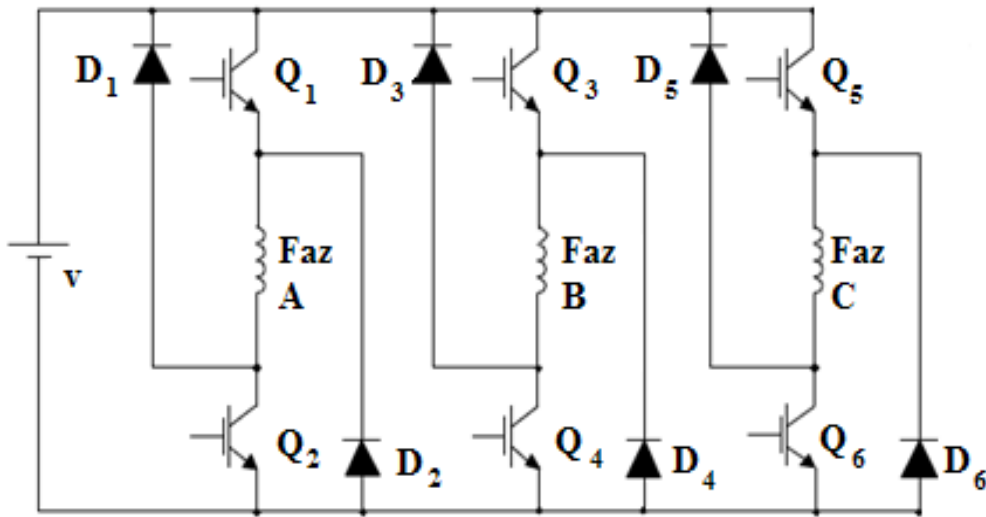 D1 Q1 D3 Q3 D5 Q5
Faz Faz Faz
v A B C
Q2 D2 Q4 D4 Q6 D6